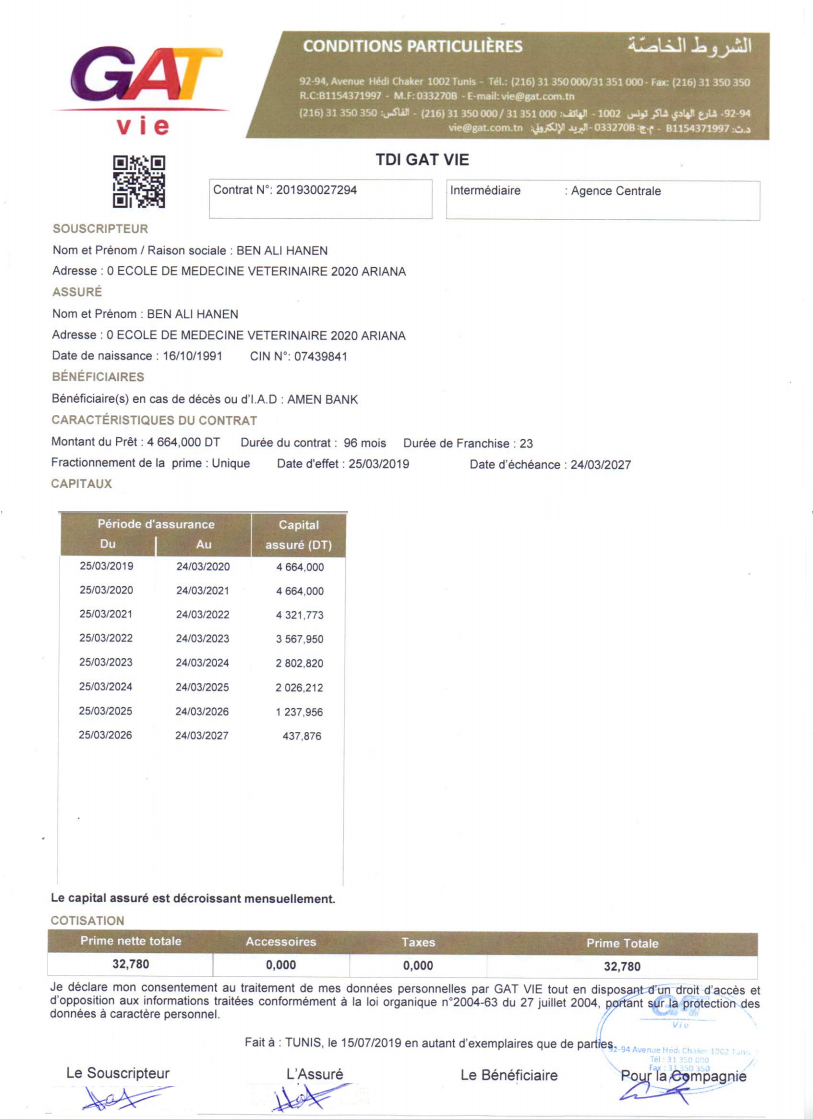 GAT
vie
CONDITIONS PARTICULIÈRES
الشروط الخاصّة
92-94, Avenue Hédi Chaker 1002 Tunis - Tél.: (216) 31 350 000/31 351 000 - Fax: (216) 31 350 350
R.C:B1154371997 - M.F: 033270B - E-mail: vie@gat.com.tn
92-94، شارع الهادي شاكر تونس 1002 - الهاتف: 31 351 000 / 31 350 000 (216) - الفاكس: 31 350 350 (216)
د.ت: B1154371997 - م.ج: 033270B - البريد الإلكتروني: vie@gat.com.tn
TDI GAT VIE
Contrat N°: 201930027294
Intermédiaire : Agence Centrale
SOUSCRIPTEUR
Nom et Prénom / Raison sociale : BEN ALI HANEN
Adresse : 0 ECOLE DE MEDECINE VETERINAIRE 2020 ARIANA
ASSURÉ
Nom et Prénom : BEN ALI HANEN
Adresse : 0 ECOLE DE MEDECINE VETERINAIRE 2020 ARIANA
Date de naissance : 16/10/1991 CIN N°: 07439841
BÉNÉFICIAIRES
Bénéficiaire(s) en cas de décès ou d'I.A.D : AMEN BANK
CARACTÉRISTIQUES DU CONTRAT
Montant du Prêt : 4 664,000 DT Durée du contrat : 96 mois Durée de Franchise : 23
Fractionnement de la prime : Unique Date d'effet : 25/03/2019 Date d'échéance : 24/03/2027
CAPITAUX
Période d'assurance Capital
Du Au assuré (DT)
25/03/2019 24/03/2020 4 664,000
25/03/2020 24/03/2021 4 664,000
25/03/2021 24/03/2022 4 321,773
25/03/2022 24/03/2023 3 567,950
25/03/2023 24/03/2024 2 802,820
25/03/2024 24/03/2025 2 026,212
25/03/2025 24/03/2026 1 237,956
25/03/2026 24/03/2027 437,876
Le capital assuré est décroissant mensuellement.
COTISATION
Prime nette totale Accessoires Taxes Prime Totale
32,780 0,000 0,000 32,780
Je déclare mon consentement au traitement de mes données personnelles par GAT VIE tout en disposant d'un droit d'accès et
d'opposition aux informations traitées conformément à la loi organique n°2004-63 du 27 juillet 2004, portant sur la protection des
données à caractère personnel.
GAT
Vie
Fait à : TUNIS, le 15/07/2019 en autant d'exemplaires que de parties.
92-94 Avenue Hédi Chaker 1002 Tunis
Tél : 31 350 000
Fax : 31 350 350
Le Souscripteur L'Assuré Le Bénéficiaire Pour la Compagnie